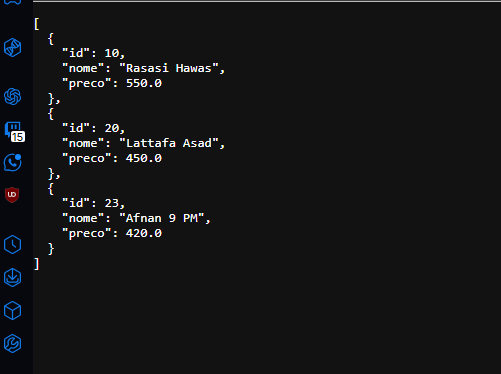 [
  {
    "id": 10,
    "nome": "Rasasi Hawas",
    "preco": 550.0
  },
  {
    "id": 20,
    "nome": "Lattafa Asad",
    "preco": 450.0
  },
  {
    "id": 23,
    "nome": "Afnan 9 PM",
    "preco": 420.0
  }
]
15